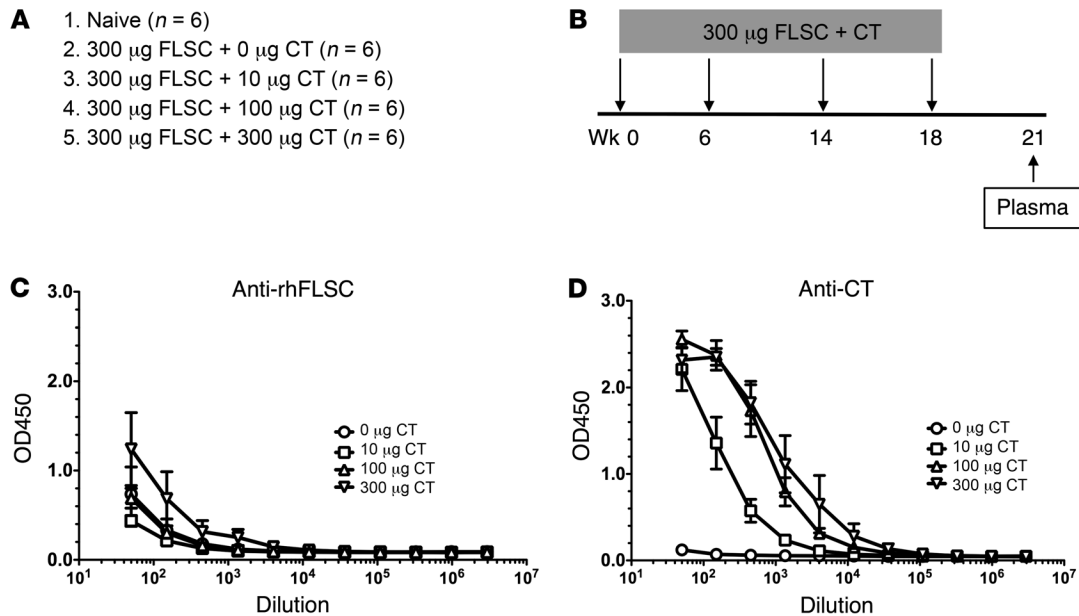 A
1. Naive (n = 6)
2. 300 μg FLSC + 0 μg CT (n = 6)
3. 300 μg FLSC + 10 μg CT (n = 6)
4. 300 μg FLSC + 100 μg CT (n = 6)
5. 300 μg FLSC + 300 μg CT (n = 6)
B
300 μg FLSC + CT
Wk 0 6 14 18 21
Plasma
C
Anti-rhFLSC
3.0
2.0
1.0
0.0
OD450
0 μg CT
10 μg CT
100 μg CT
300 μg CT
10¹ 10² 10³ 10⁴ 10⁵ 10⁶ 10⁷
Dilution
D
Anti-CT
3.0
2.0
1.0
0.0
OD450
0 μg CT
10 μg CT
100 μg CT
300 μg CT
10¹ 10² 10³ 10⁴ 10⁵ 10⁶ 10⁷
Dilution